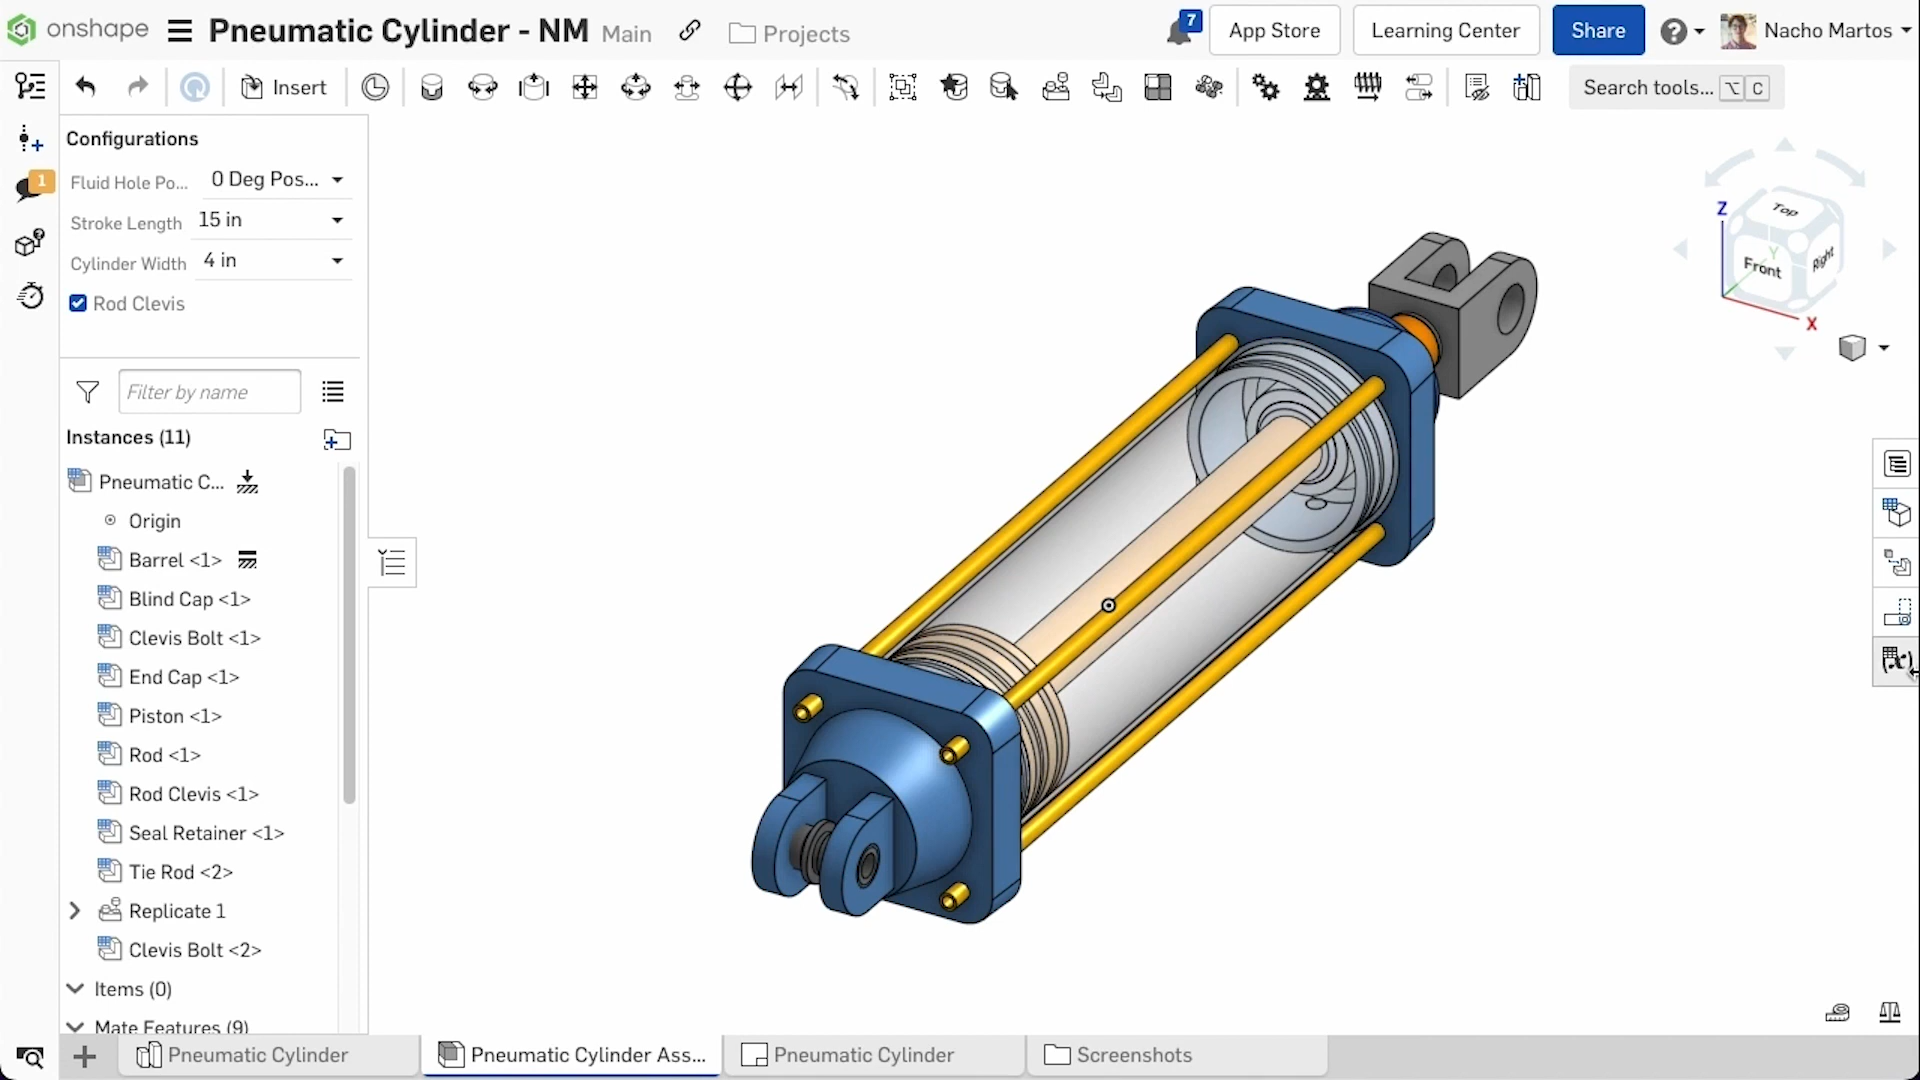 onshape
Pneumatic Cylinder - NM Main
Projects
7
App Store
Learning Center
Share
Nacho Martos
Insert
Search tools... ⌥ C
Configurations
Fluid Hole Po... 0 Deg Pos...
1
Stroke Length 15 in
Cylinder Width 4 in
Rod Clevis
Filter by name
Instances (11)
Pneumatic C...
Origin
Barrel <1>
Blind Cap <1>
Clevis Bolt <1>
End Cap <1>
Piston <1>
Rod <1>
Rod Clevis <1>
Seal Retainer <1>
Tie Rod <2>
Replicate 1
Clevis Bolt <2>
Items (0)
Mate Features (9)
Z
Top
Y
Front
Right
X
(x)
Pneumatic Cylinder
Pneumatic Cylinder Ass...
Pneumatic Cylinder
Screenshots